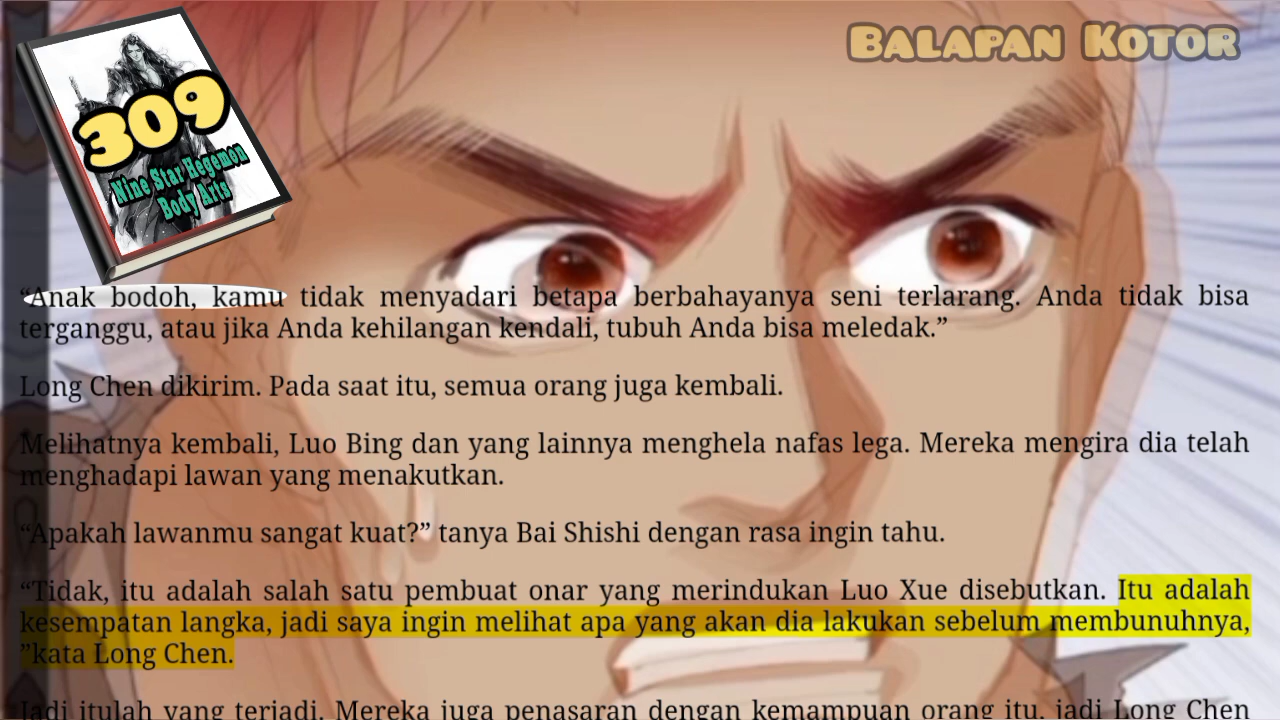 Balapan Kotor
309
Nine Star Hegemon
Body Arts
“Anak bodoh, kamu tidak menyadari betapa berbahayanya seni terlarang. Anda tidak bisa
terganggu, atau jika Anda kehilangan kendali, tubuh Anda bisa meledak.”
Long Chen dikirim. Pada saat itu, semua orang juga kembali.
Melihatnya kembali, Luo Bing dan yang lainnya menghela nafas lega. Mereka mengira dia telah
menghadapi lawan yang menakutkan.
“Apakah lawanmu sangat kuat?” tanya Bai Shishi dengan rasa ingin tahu.
“Tidak, itu adalah salah satu pembuat onar yang merindukan Luo Xue disebutkan. Itu adalah
kesempatan langka, jadi saya ingin melihat apa yang akan dia lakukan sebelum membunuhnya,
”kata Long Chen.
Jadi itulah yang terjadi. Mereka juga penasaran dengan kemampuan orang itu, jadi Long Chen